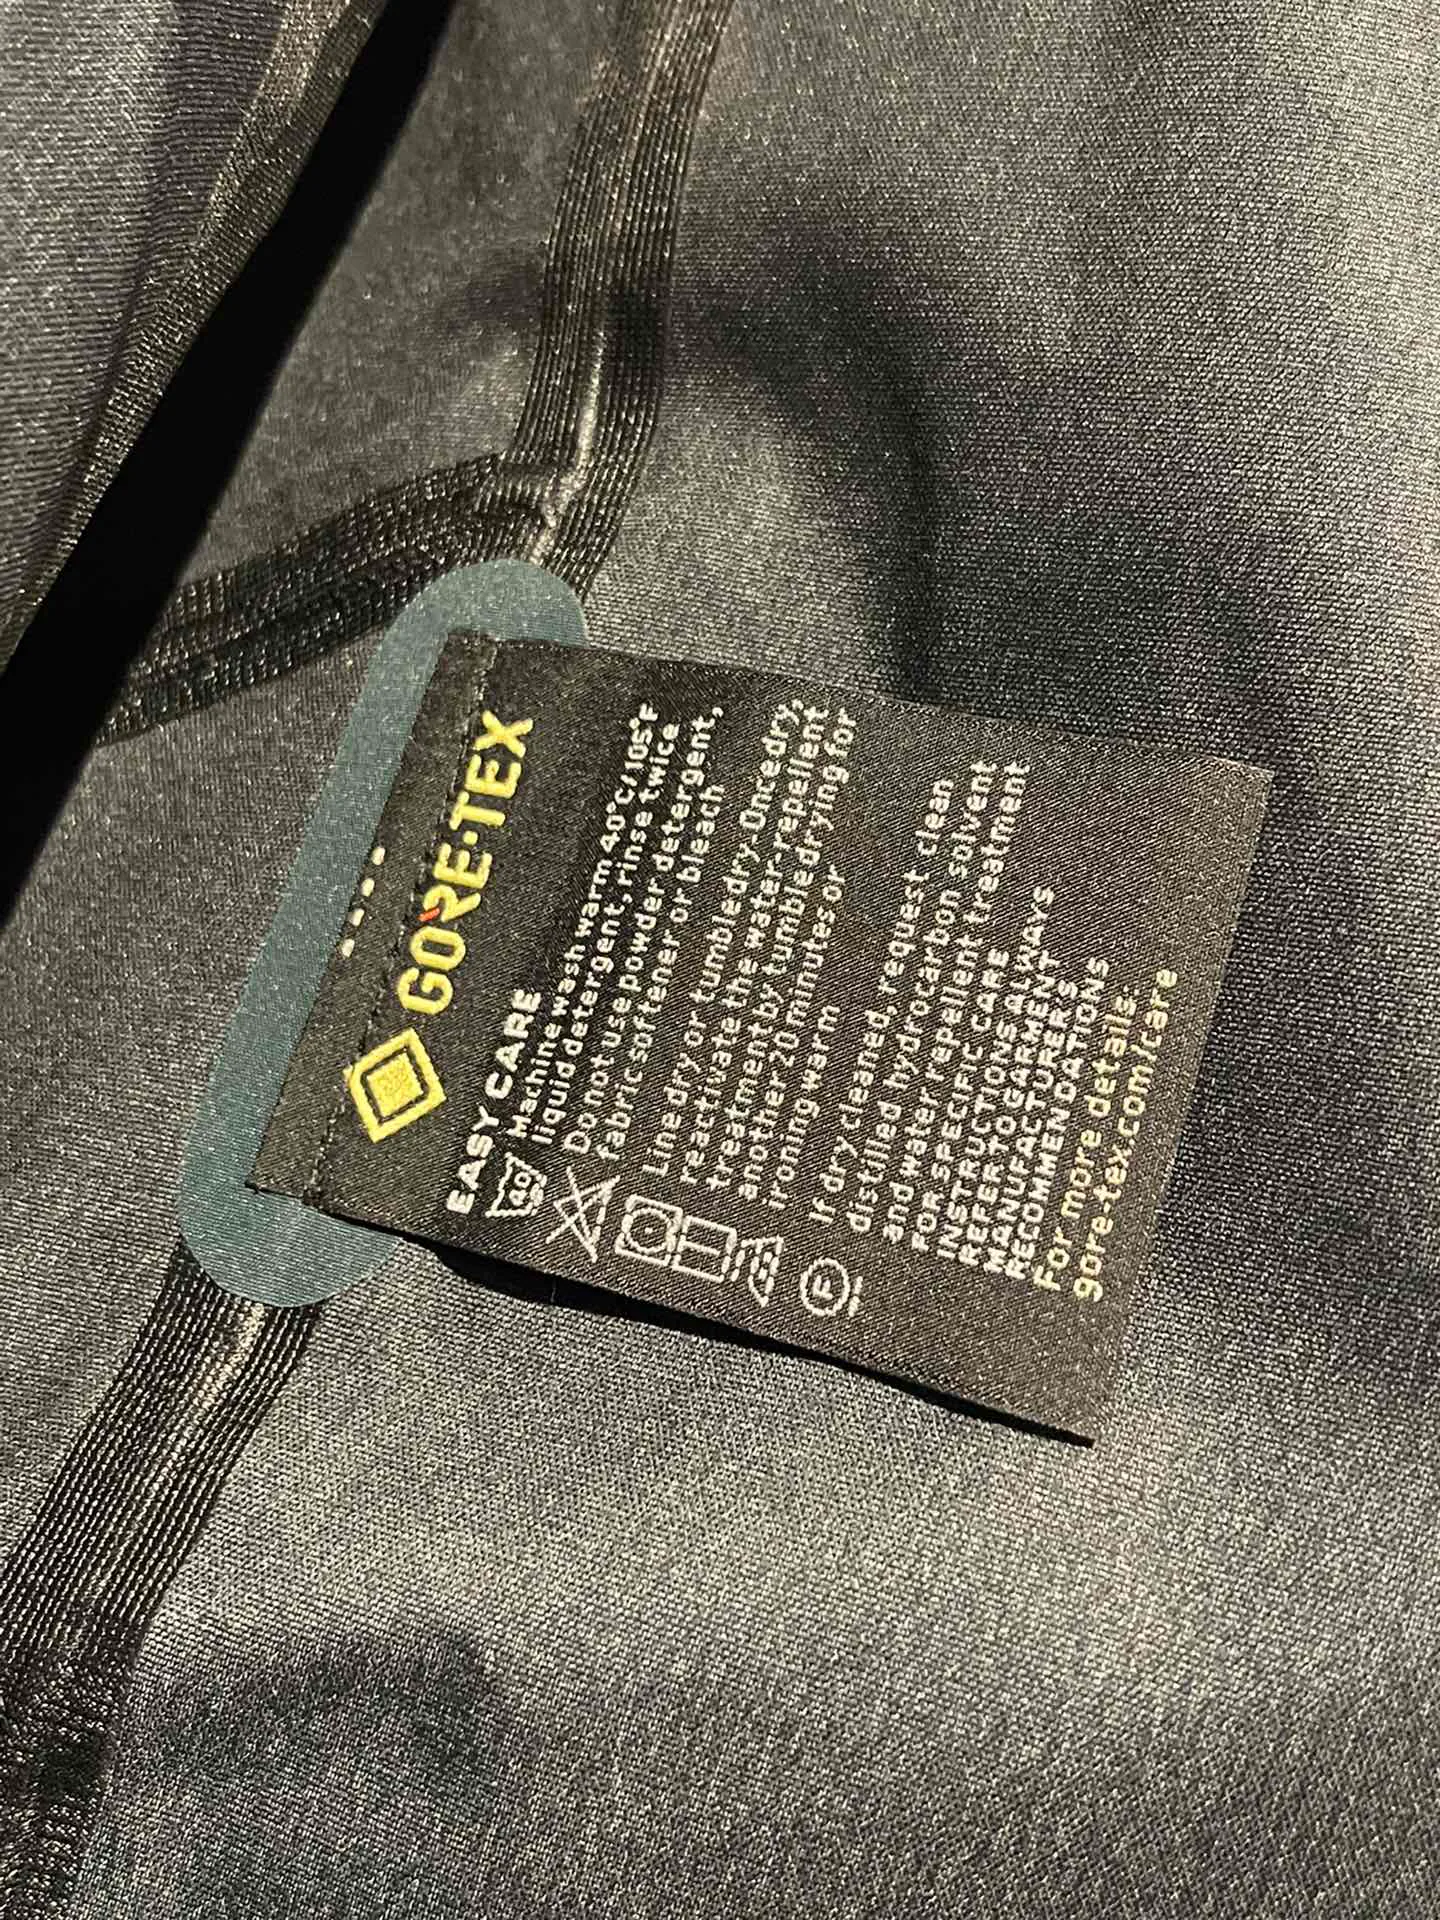 GORE-TEX
EASY CARE
40
Machine wash warm 40°C/105°F
liquid detergent, rinse twice
Do not use powder detergent,
fabric softener or bleach
Line dry or tumble dry. Once dry,
reactivate the water-repellent
treatment by tumble drying for
another 20 minutes or
ironing warm
F
If dry cleaned, request clean
distilled hydrocarbon solvent
and water repellent treatment
FOR SPECIFIC CARE
INSTRUCTIONS ALWAYS
REFER TO GARMENT
MANUFACTURERS
RECOMMENDATIONS
For more details
gore-tex.com/care